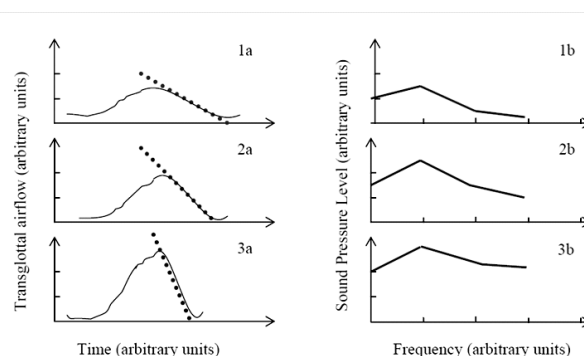 1a
1b
2a
2b
3a
3b
Transglottal airflow (arbitrary units)
Sound Pressure Level (arbitrary units)
Time (arbitrary units)
Frequency (arbitrary units)